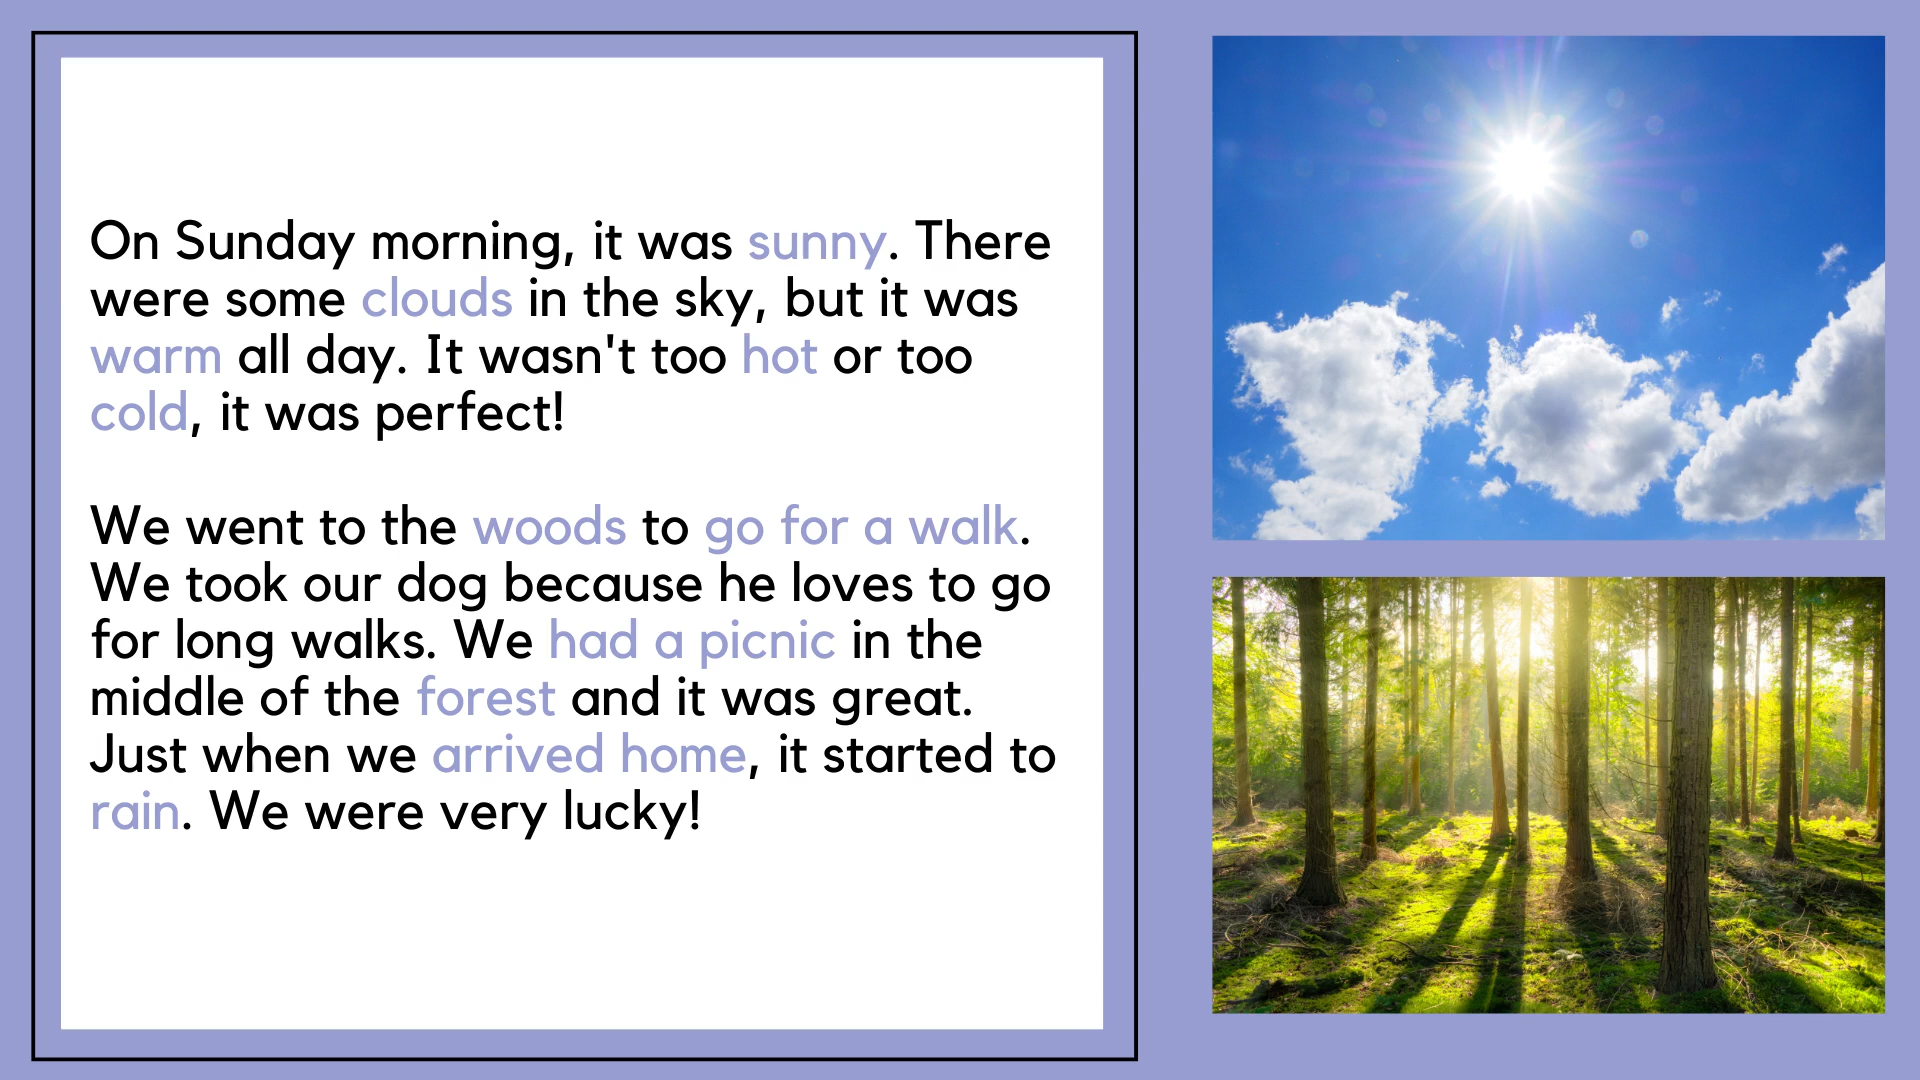 On Sunday morning, it was sunny. There
were some clouds in the sky, but it was
warm all day. It wasn't too hot or too
cold, it was perfect!
We went to the woods to go for a walk.
We took our dog because he loves to go
for long walks. We had a picnic in the
middle of the forest and it was great.
Just when we arrived home, it started to
rain. We were very lucky!